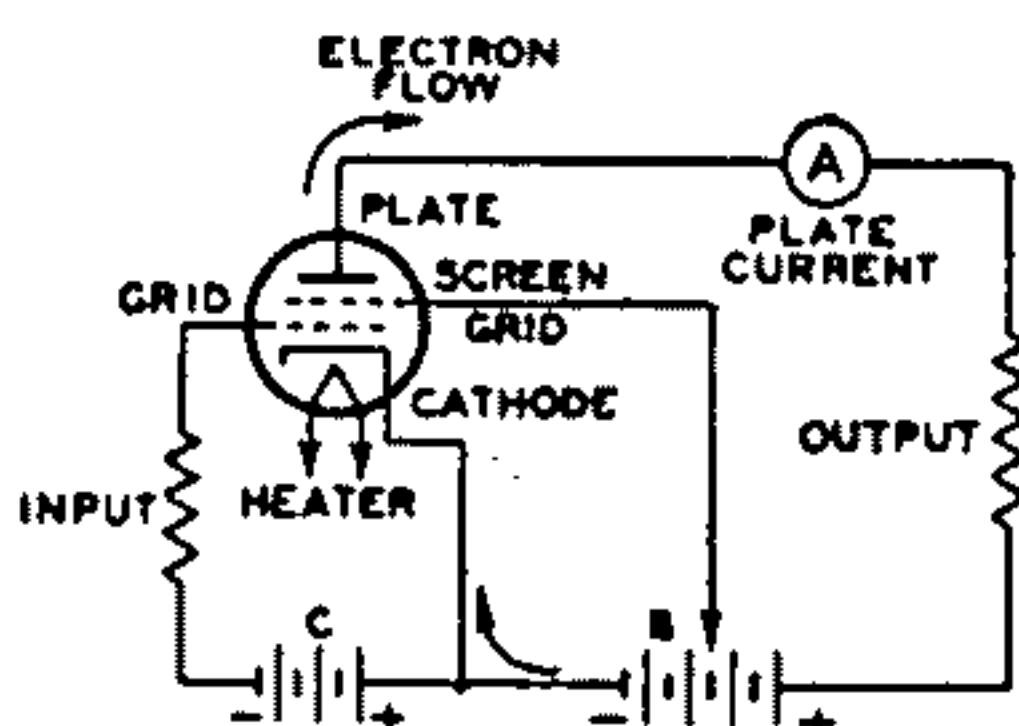 ELECTRON
FLOW
A
PLATE
PLATE
CURRENT
SCREEN
GRID
GRID
CATHODE
OUTPUT
INPUT
HEATER
C
B
- + - +